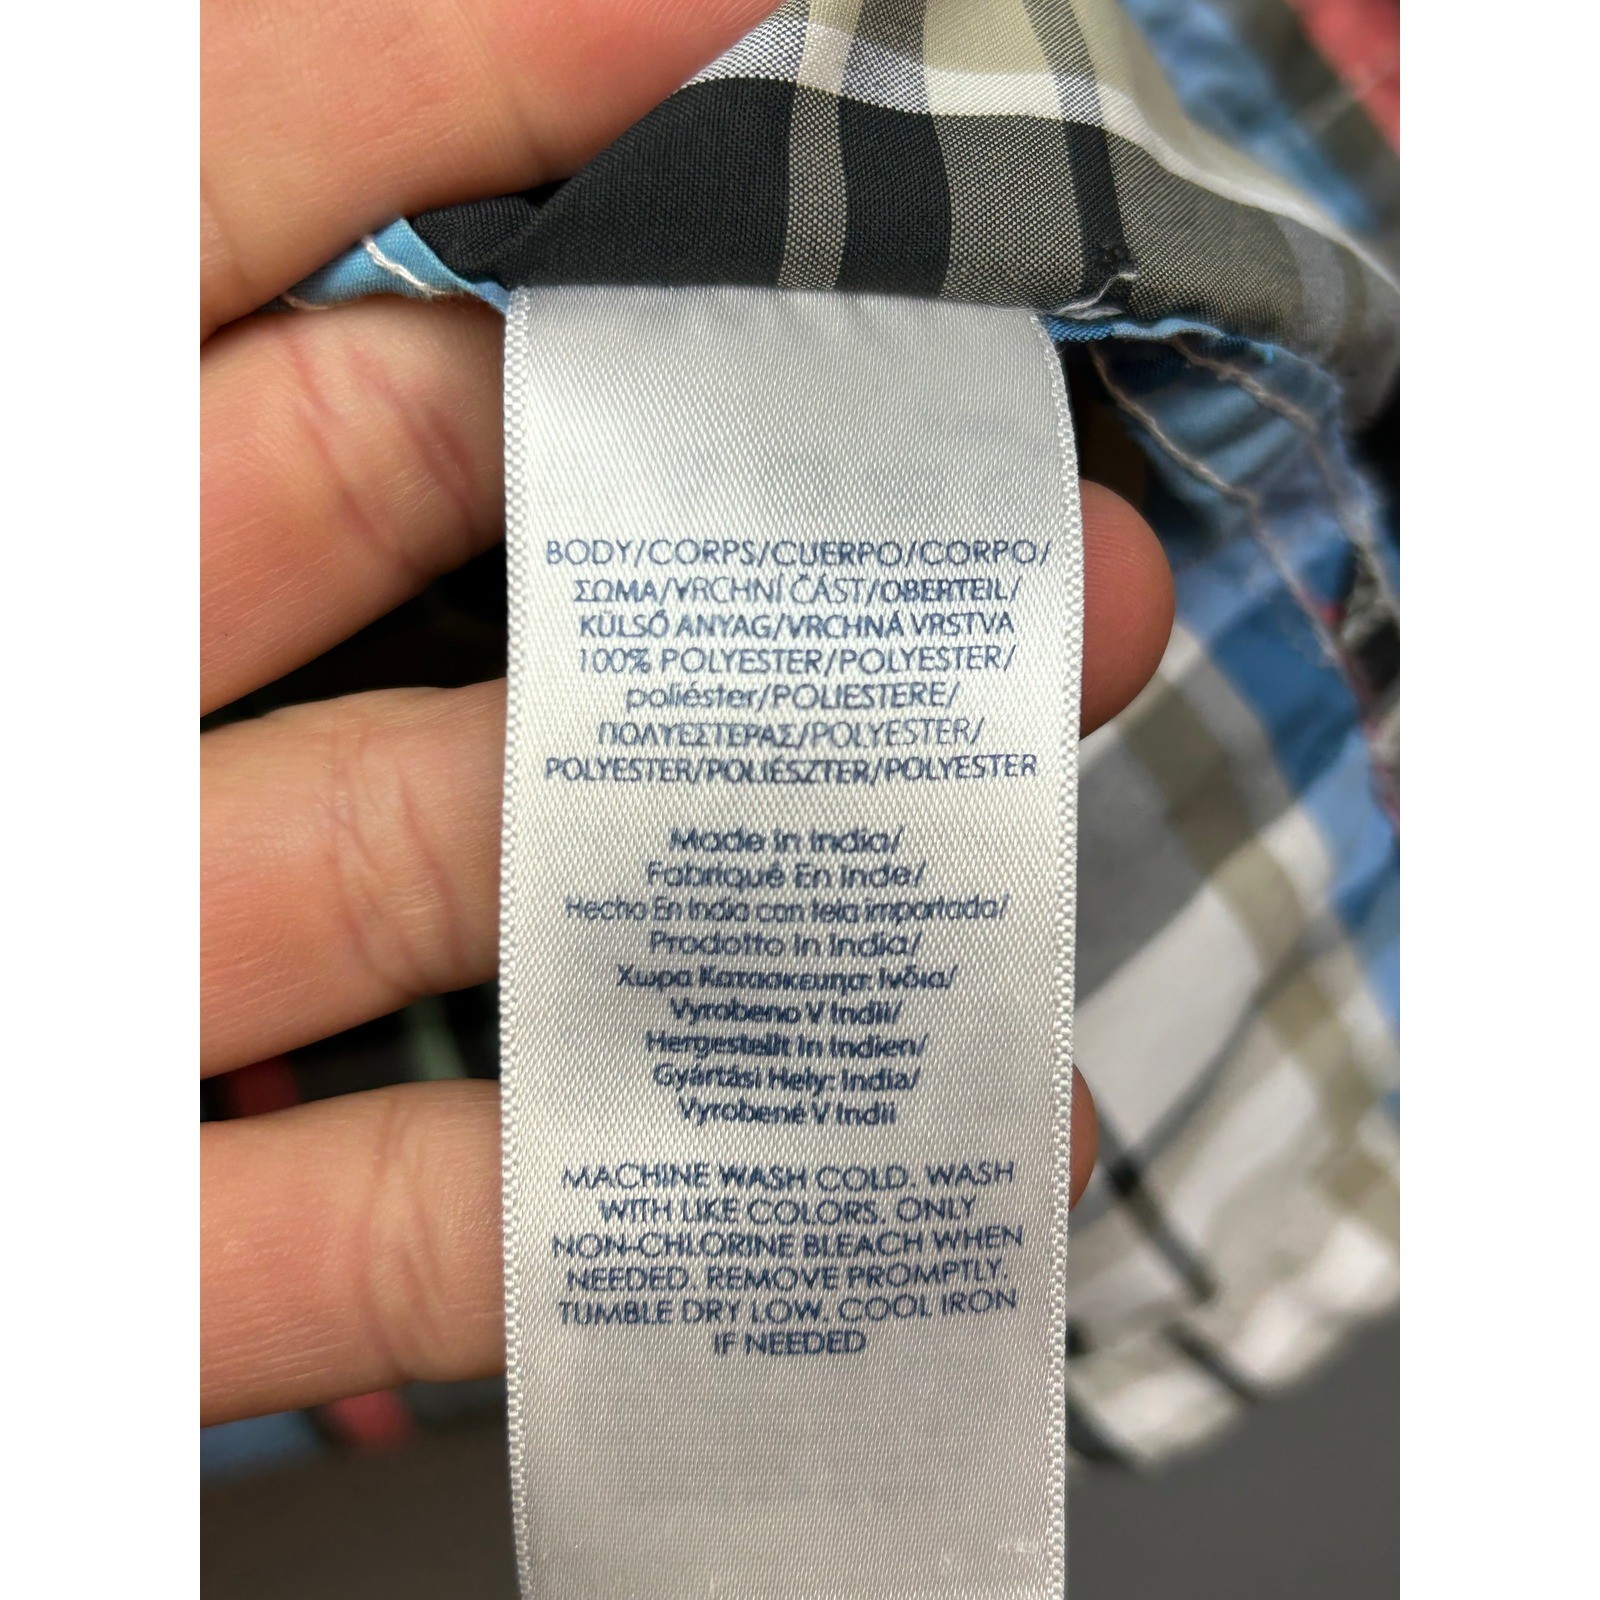 BODY/CORPS/CUERPO/CORPO/
ΣΩΜΑ/VRCHNÍ ČÁST/OBERTEIL/
KÜLSŐ ANYAG/VRCHNÁ VRSTVA
100% POLYESTER/POLYESTER/
poliéster/POLIESTERE/
ΠΟΛΥΕΣΤΕΡΑΣ/POLYESTER/
POLYESTER/POLIÉSZTER/POLYESTER
Made In India/
Fabriqué En Inde/
Hecho En India con tela importada/
Prodotto In India/
Χωρα Κατασκευησ: Ινδια/
Vyrobeno V Indii/
Hergestellt In Indien/
Gyártási Hely: India/
Vyrobené V Indii
MACHINE WASH COLD. WASH
WITH LIKE COLORS. ONLY
NON-CHLORINE BLEACH WHEN
NEEDED. REMOVE PROMPTLY.
TUMBLE DRY LOW. COOL IRON
IF NEEDED